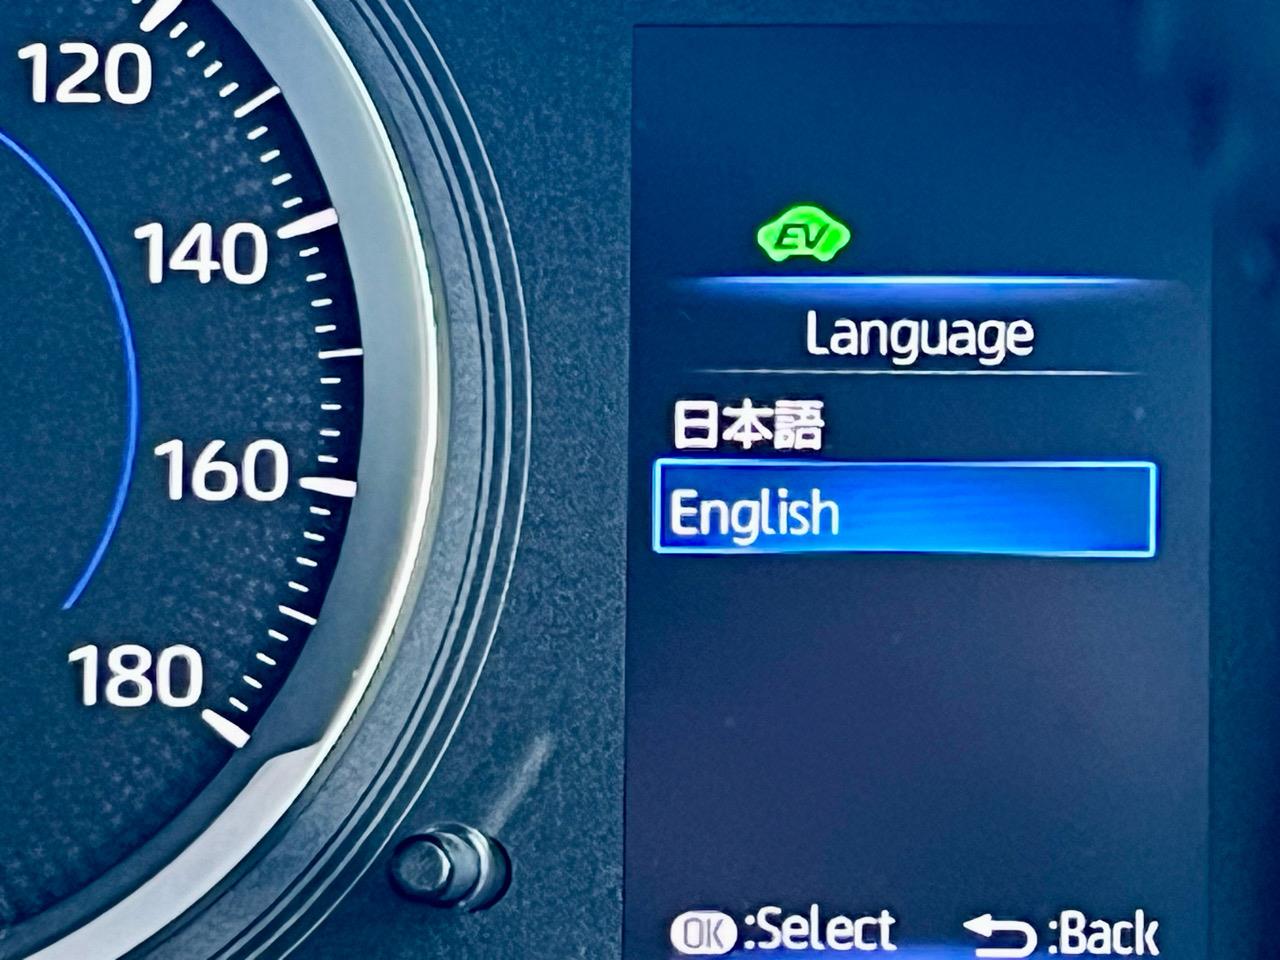 120
140
160
180
EV
Language
日本語
English
OK :Select
:Back